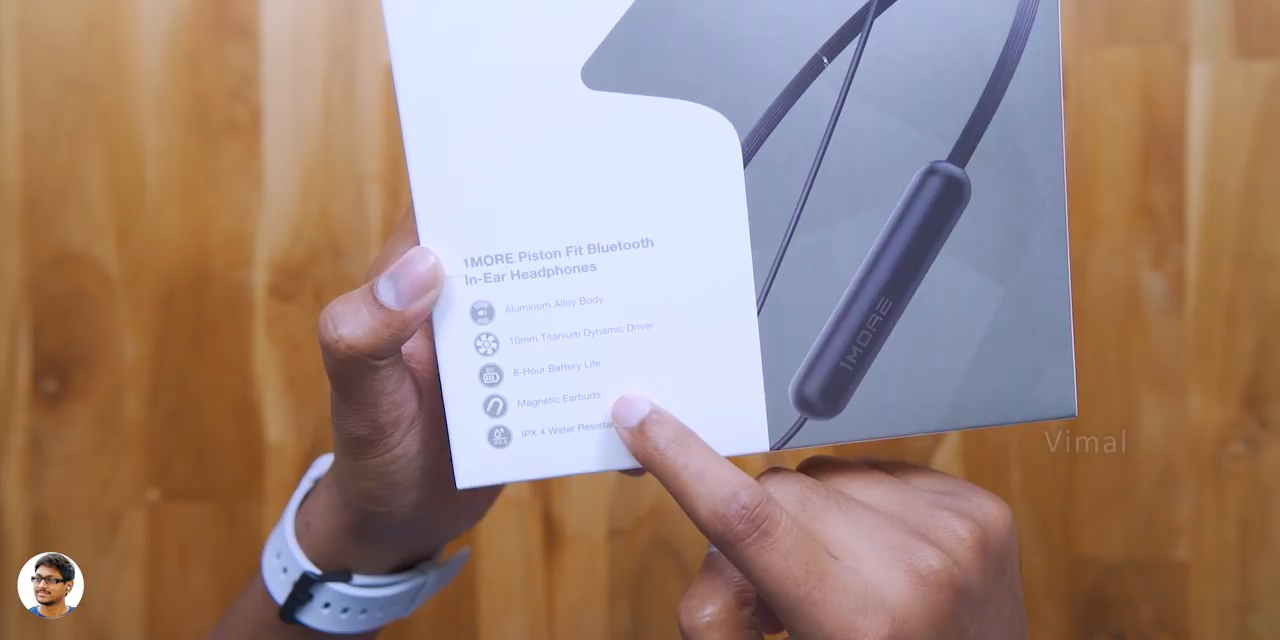 1MORE Piston Fit Bluetooth
In-Ear Headphones
Aluminum Alloy Body
10mm Titanium Dynamic Driver
8-Hour Battery Life
Magnetic Earbuds
IPX 4 Water
1MORE
Vimal